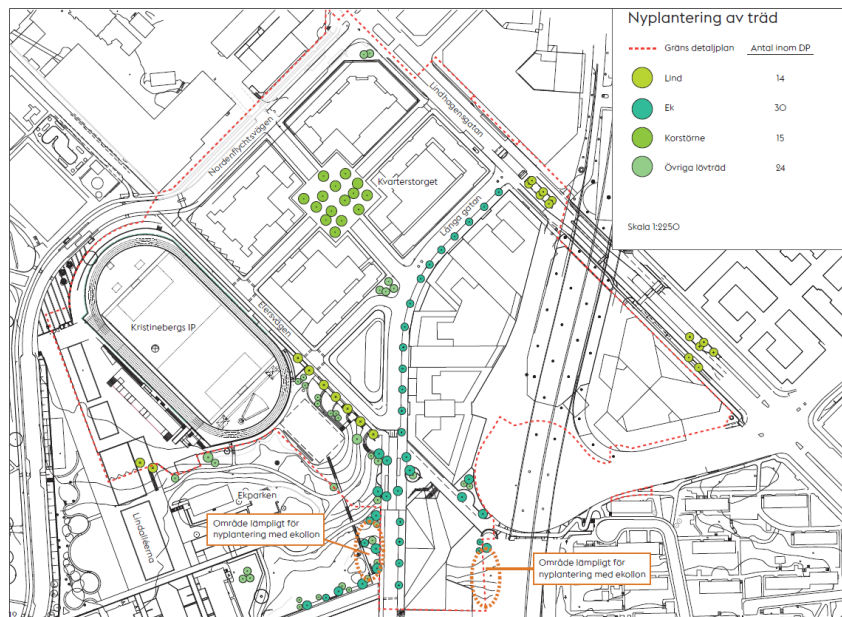 Nyplantering av träd
Gräns detaljplan
Antal inom DP
Lind
14
Ek
30
Korstörne
15
Övriga lövträd
24
Skala 1:2250
Lindhagensgatan
Nordenflychtsvägen
Kvarterstorget
Långa gatan
Elersvägen
Kristinebergs IP
Ekparken
Lindalléerna
Område lämpligt för
nyplantering med ekollon
Område lämpligt för
nyplantering med ekollon